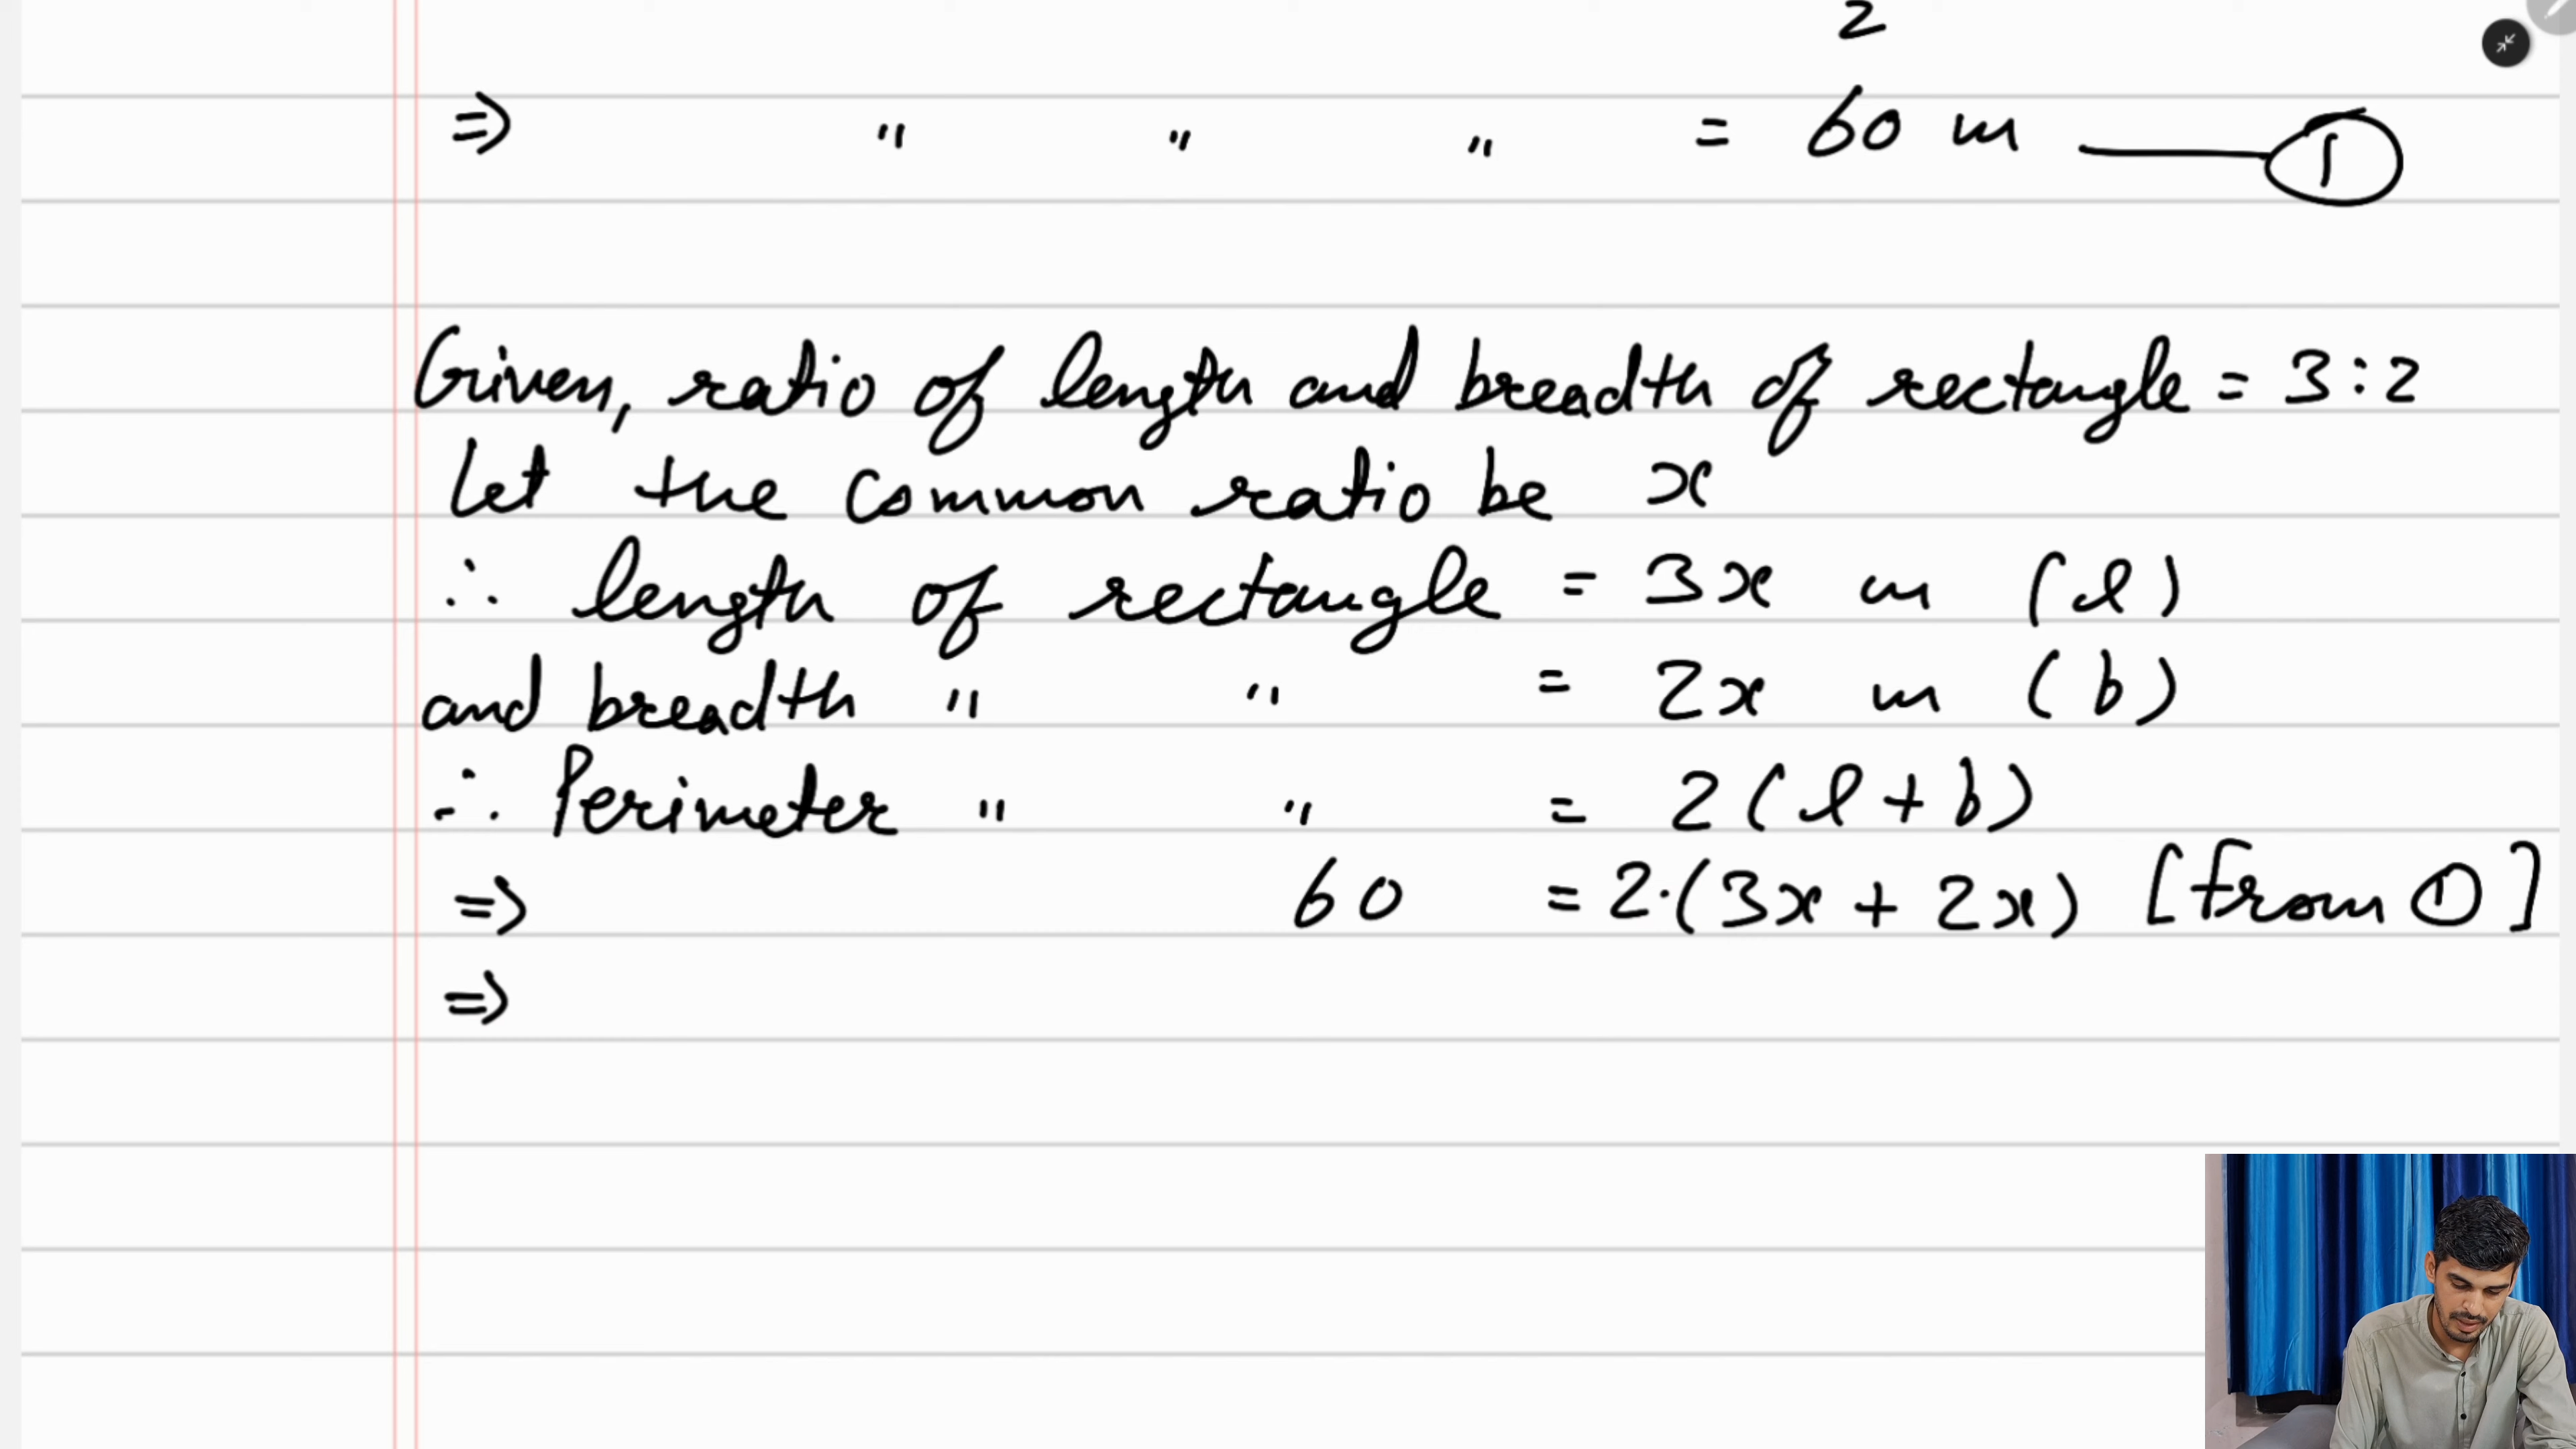 2
⇒ " " " = 60 m —— ①
Given, ratio of length and breadth of rectangle = 3:2
Let the common ratio be x
∴ length of rectangle = 3x m (l)
and breadth " " = 2x m (b)
∴ Perimeter " " = 2(l+b)
⇒ 60 = 2·(3x + 2x) [from ①]
⇒